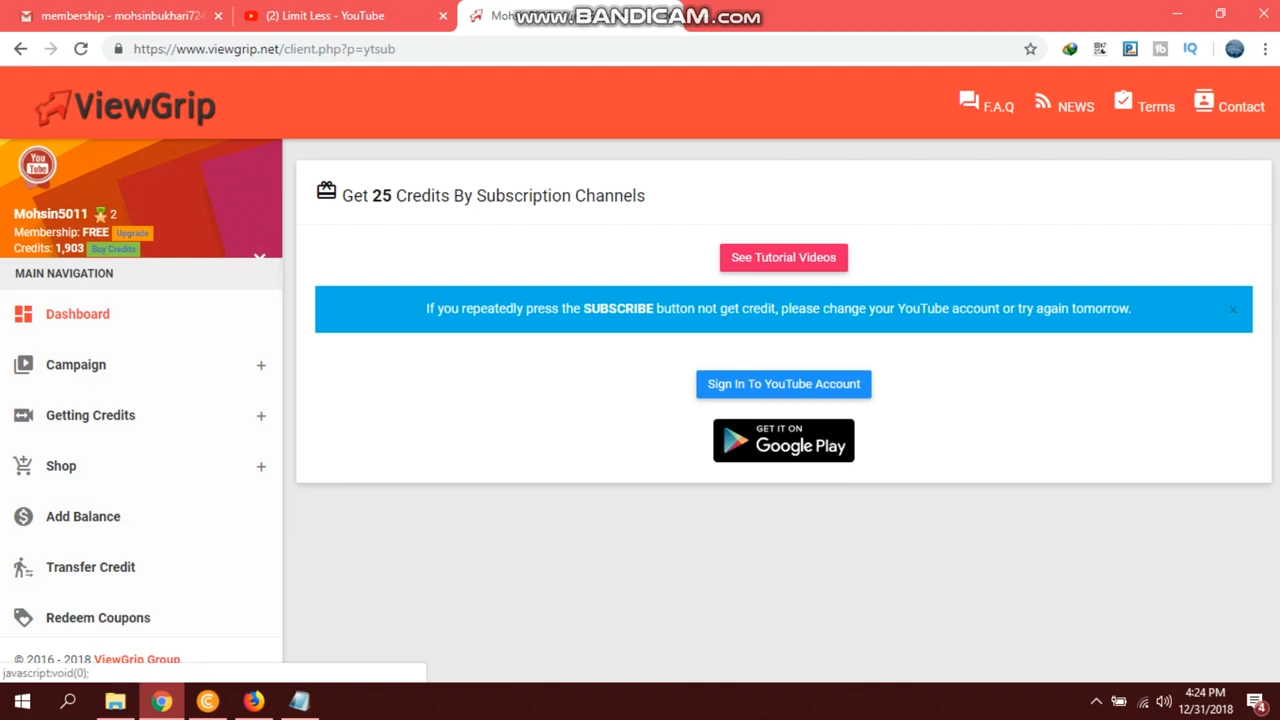 membership - mohsinbukhari724
(2) Limit Less - YouTube
Moh
www.BANDICAM.com
https://www.viewgrip.net/client.php?p=ytsub
IQ
ViewGrip
F.A.Q
NEWS
Terms
Contact
You
Tube
Mohsin5011 2
Membership: FREE Upgrade
Credits: 1,903 Buy Credits
MAIN NAVIGATION
Dashboard
Campaign +
Getting Credits +
Shop +
Add Balance
Transfer Credit
Redeem Coupons
© 2016 - 2018 ViewGrip Group.
javascript:void(0);
Get 25 Credits By Subscription Channels
See Tutorial Videos
If you repeatedly press the SUBSCRIBE button not get credit, please change your YouTube account or try again tomorrow. ×
Sign In To YouTube Account
GET IT ON
Google Play
4:24 PM
12/31/2018
4